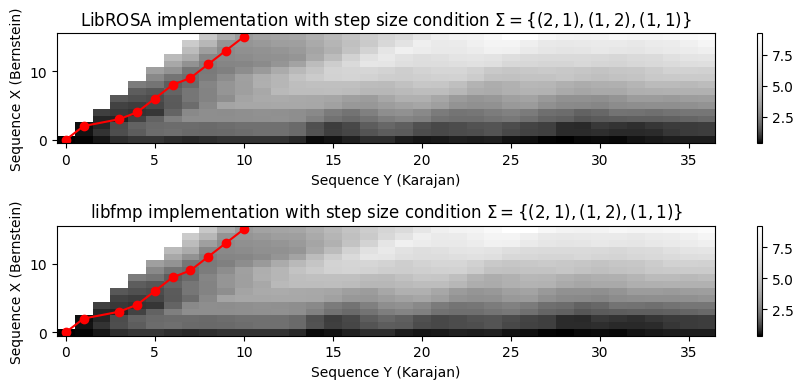 LibROSA implementation with step size condition Σ = {(2, 1), (1, 2), (1, 1)}
Sequence X (Bernstein)
10
0
0 5 10 15 20 25 30 35
Sequence Y (Karajan)
7.5
5.0
2.5
libfmp implementation with step size condition Σ = {(2, 1), (1, 2), (1, 1)}
Sequence X (Bernstein)
10
0
0 5 10 15 20 25 30 35
Sequence Y (Karajan)
7.5
5.0
2.5